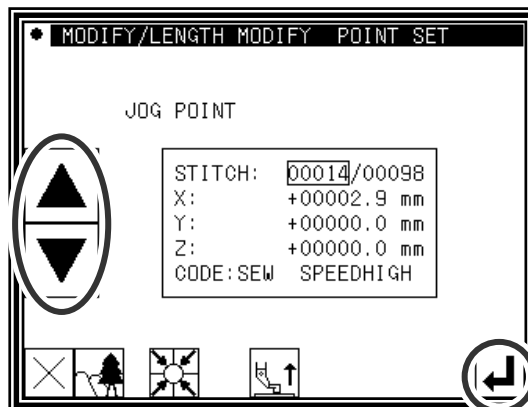 MODIFY/LENGTH MODIFY POINT SET
JOG POINT
STITCH: 00014/00098
X: +00002.9 mm
Y: +00000.0 mm
Z: +00000.0 mm
CODE:SEW SPEEDHIGH